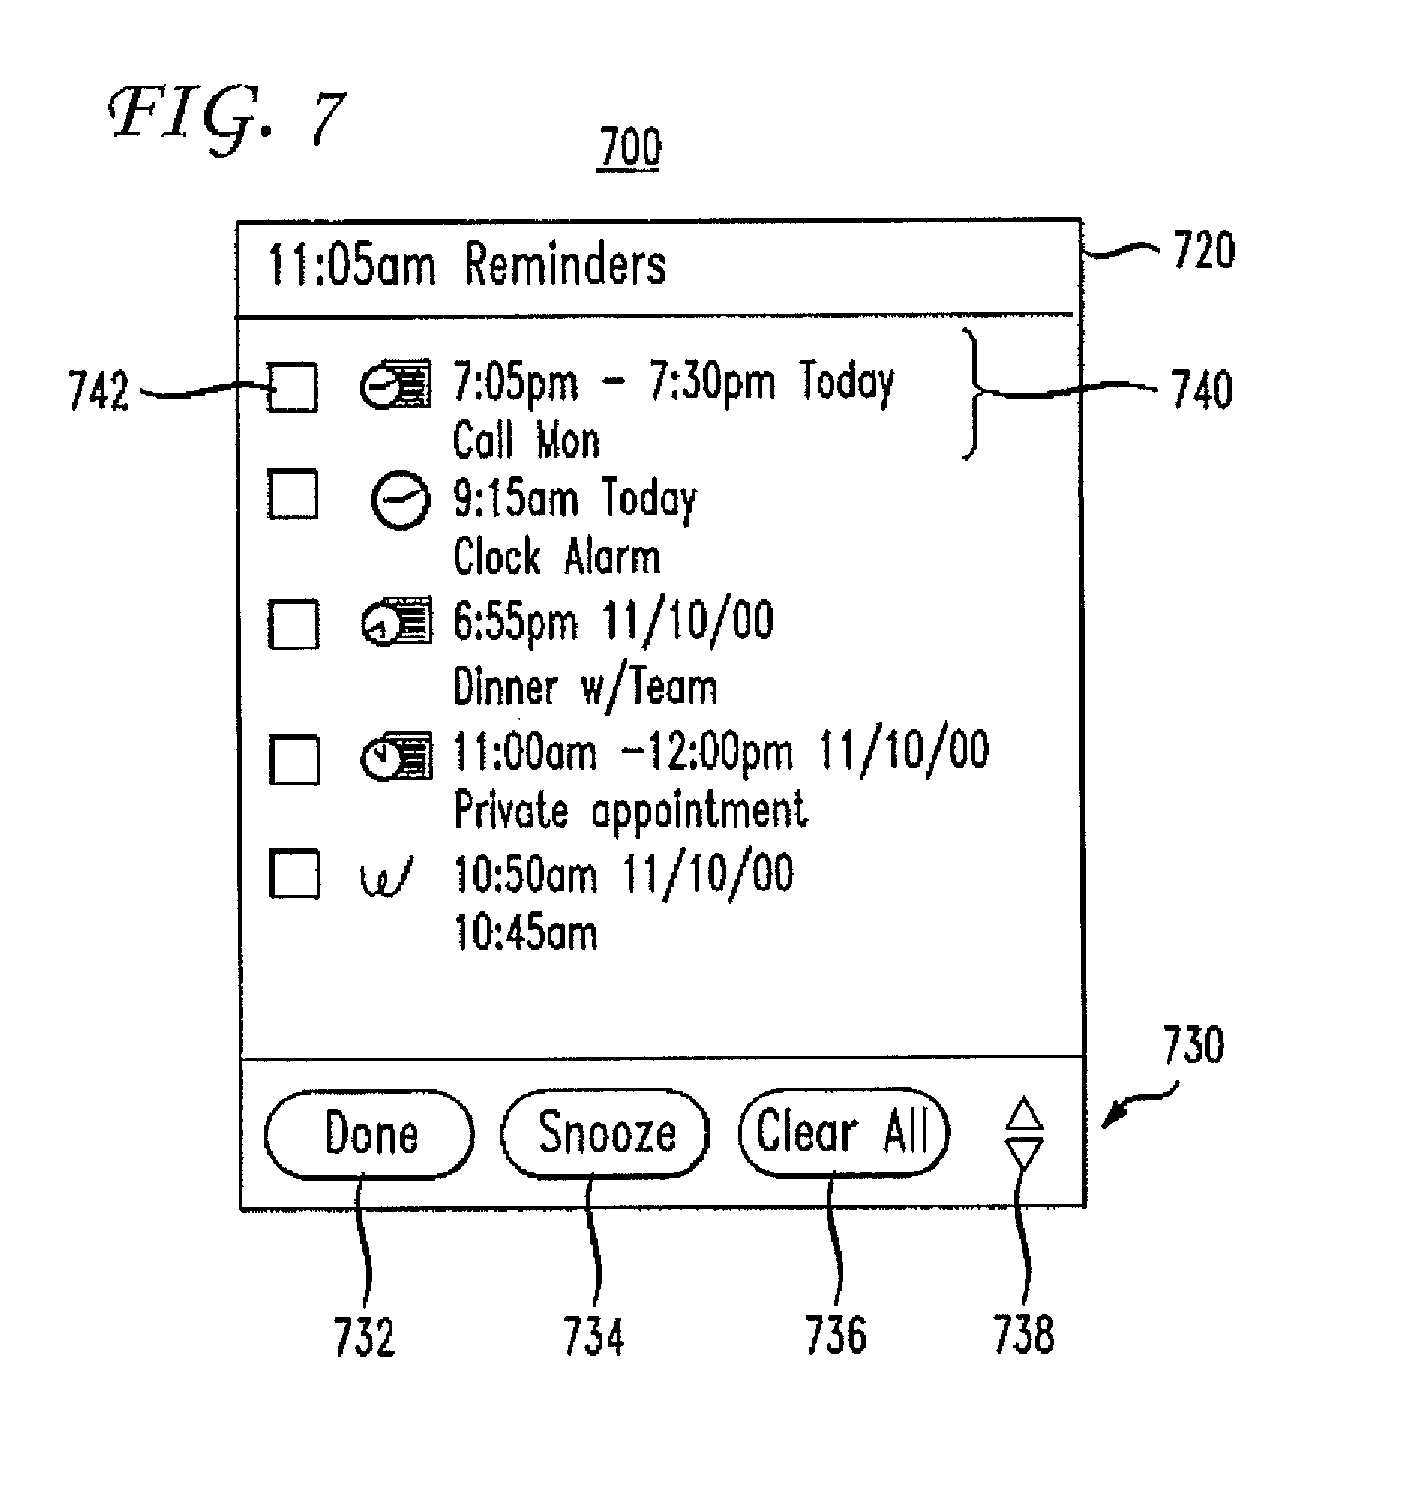 FIG. 7
700
11:05am Reminders
720
742
7:05pm - 7:30pm Today
740
Call Mon
9:15am Today
Clock Alarm
6:55pm 11/10/00
Dinner w/Team
11:00am -12:00pm 11/10/00
Private appointment
10:50am 11/10/00
10:45am
730
Done
Snooze
Clear All
732
734
736
738